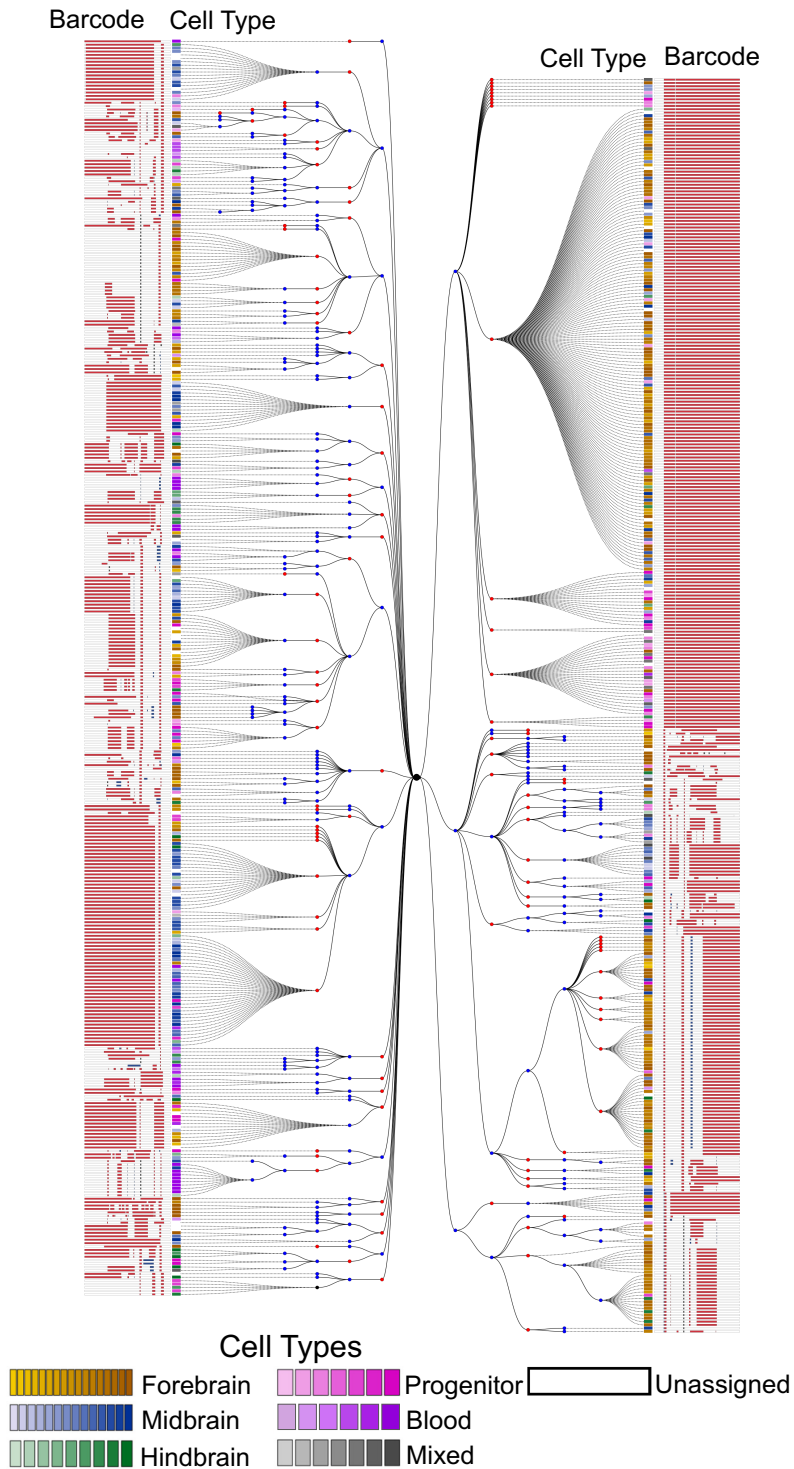 Barcode Cell Type
Cell Type Barcode
Cell Types
Forebrain Progenitor Unassigned
Midbrain Blood
Hindbrain Mixed